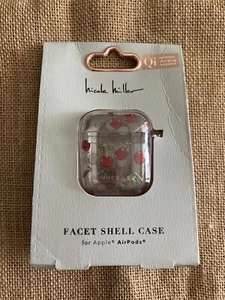 Qi
nicole miller
FACET SHELL CASE
for Apple® AirPods®